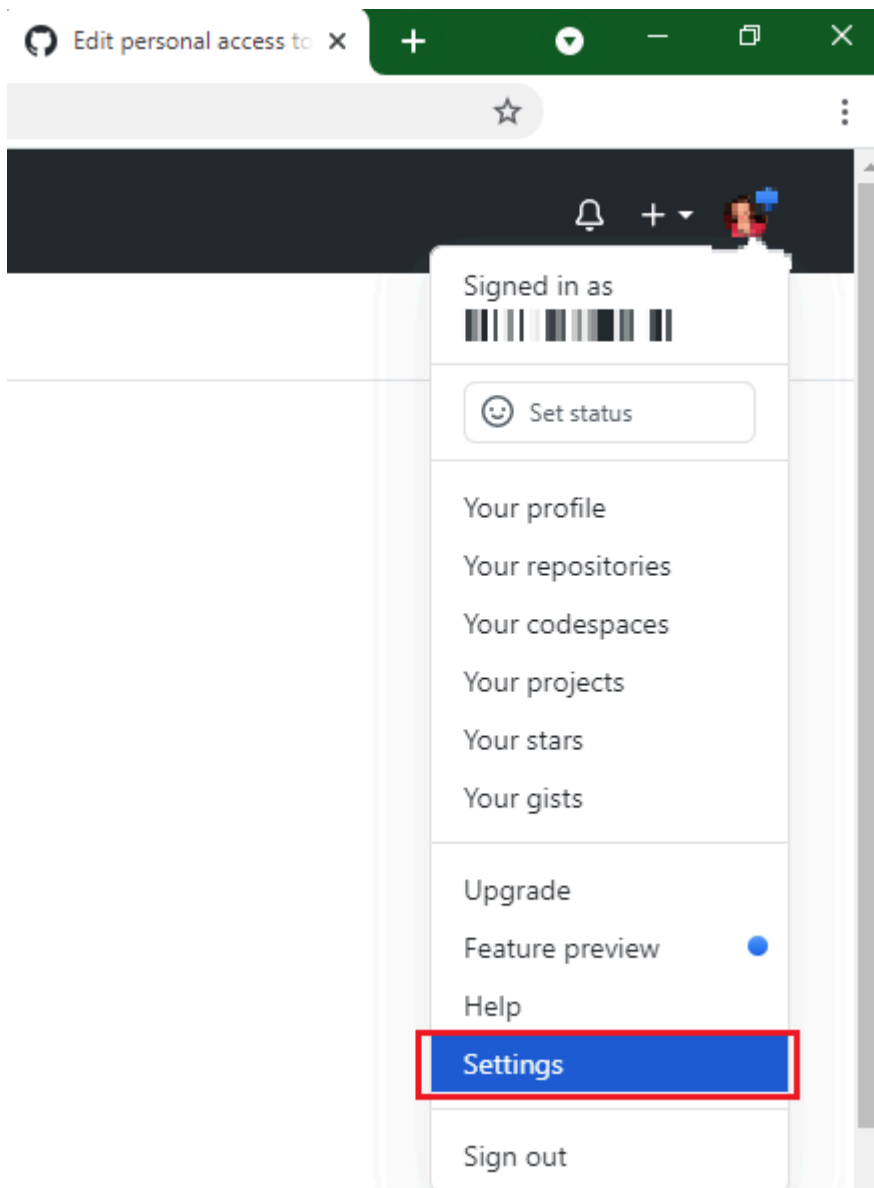 Edit personal access to
Signed in as
Set status
Your profile
Your repositories
Your codespaces
Your projects
Your stars
Your gists
Upgrade
Feature preview
Help
Settings
Sign out